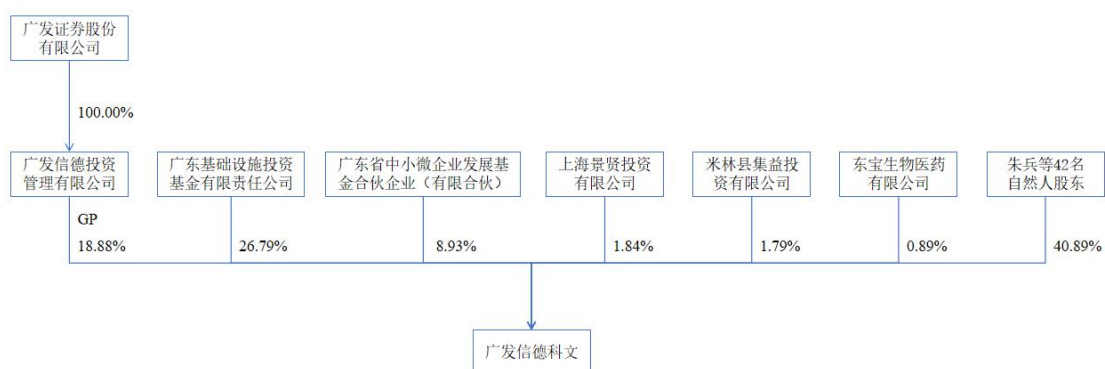 广发证券股份
有限公司
100.00%
广发信德投资
管理有限公司
广东基础设施投资
基金有限责任公司
广东省中小微企业发展基
金合伙企业（有限合伙）
上海景贤投资
有限公司
米林县集益投
资有限公司
东宝生物医药
有限公司
朱兵等42名
自然人股东
GP
18.88%
26.79%
8.93%
1.84%
1.79%
0.89%
40.89%
广发信德科文